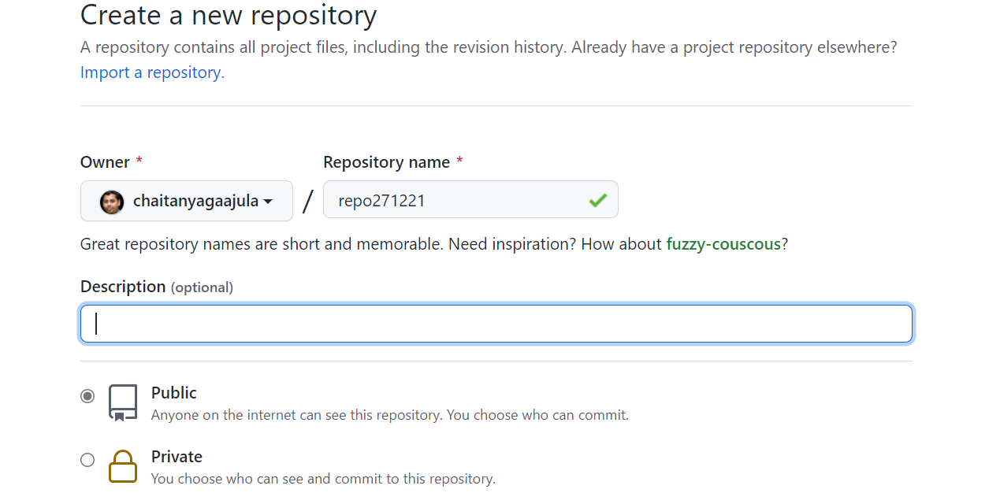 Create a new repository
A repository contains all project files, including the revision history. Already have a project repository elsewhere?
Import a repository.
Owner * Repository name *
chaitanyagaajula / repo271221
Great repository names are short and memorable. Need inspiration? How about fuzzy-couscous?
Description (optional)
Public
Anyone on the internet can see this repository. You choose who can commit.
Private
You choose who can see and commit to this repository.